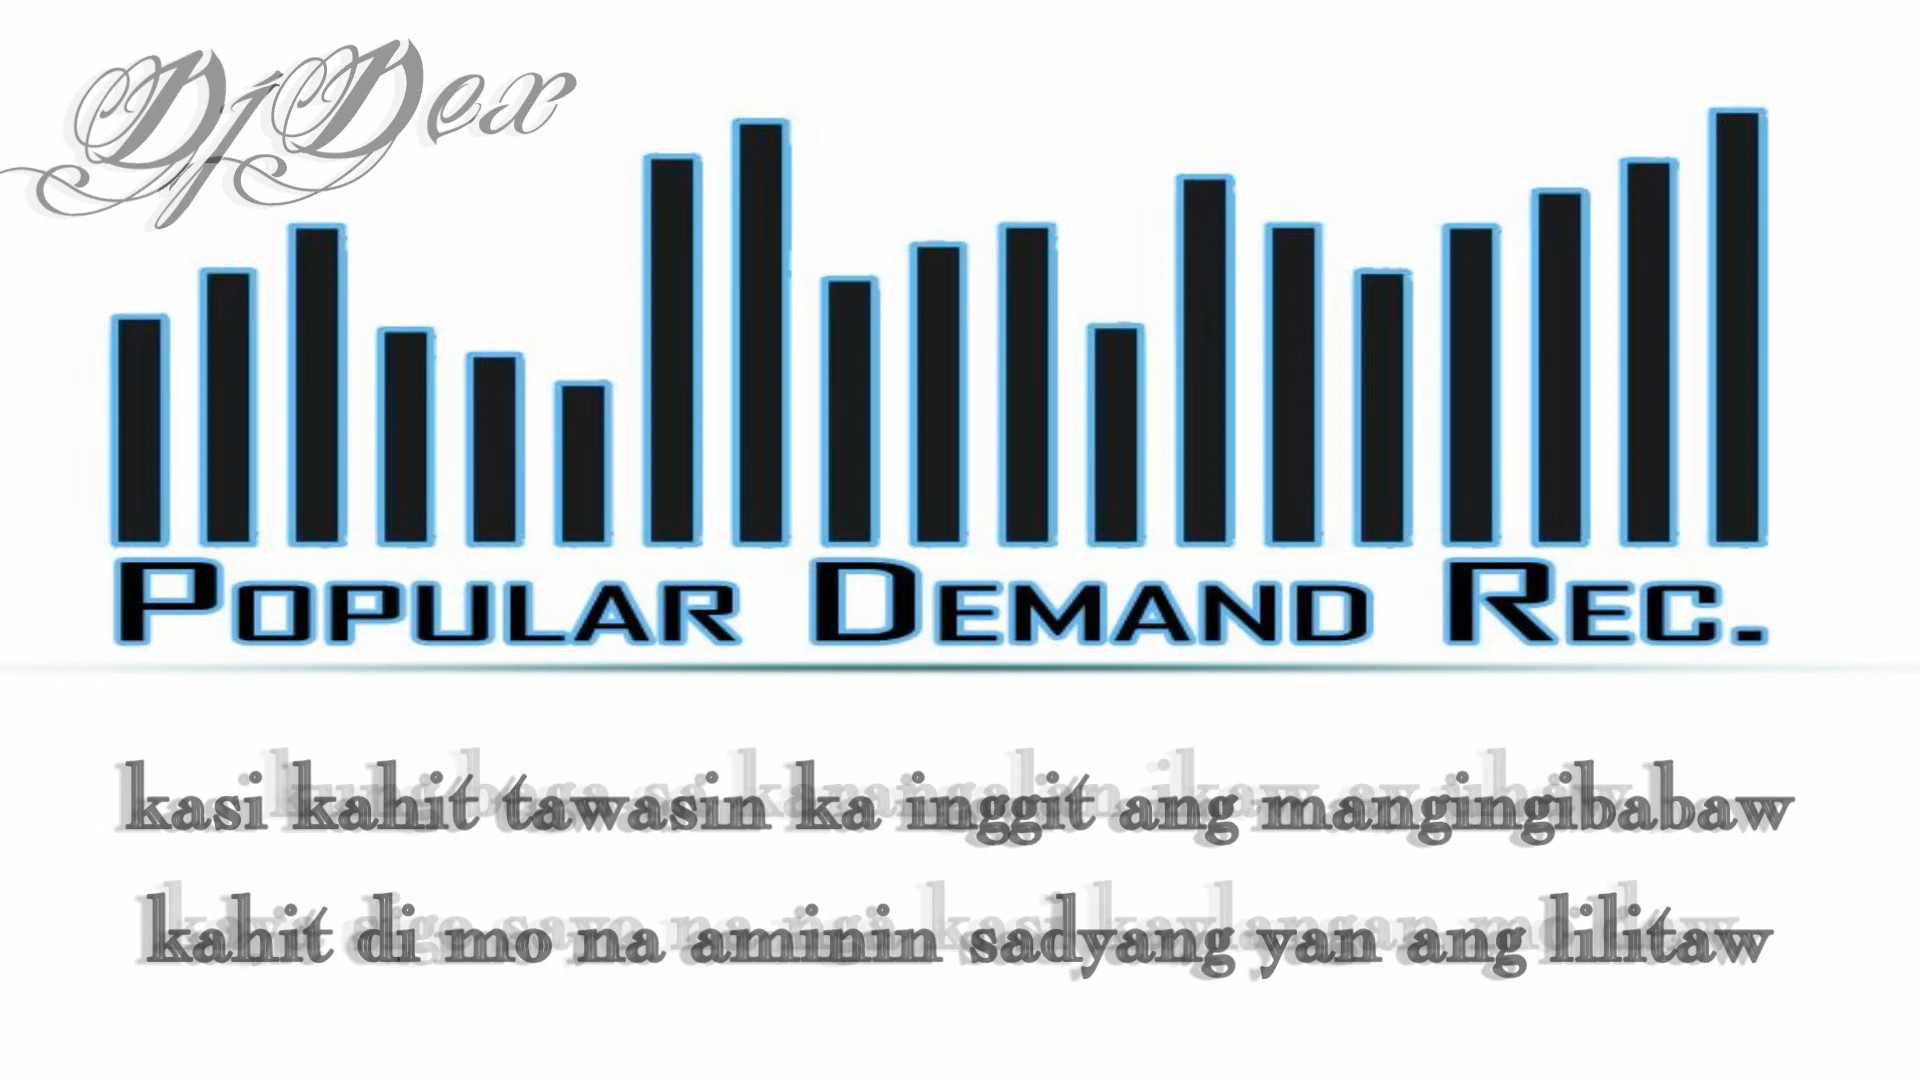 DjDex
POPULAR DEMAND REC.
kasi kahit tawasin ka inggit ang mangingibabaw
kahit di mo na aminin sadyang yan ang lilitaw